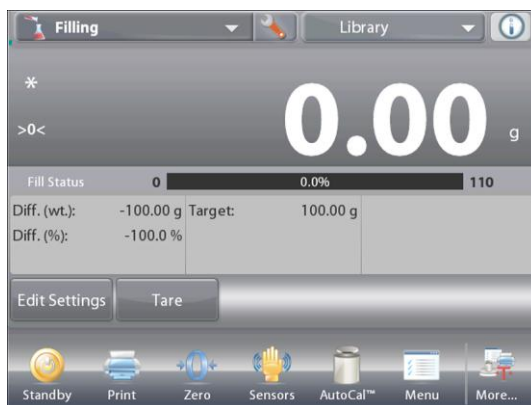 Filling Library
*
>0< 0.00 g
Fill Status 0 0.0% 110
Diff. (wt.): -100.00 g Target: 100.00 g
Diff. (%): -100.0 %
Edit Settings Tare
Standby Print Zero Sensors AutoCal™ Menu More...